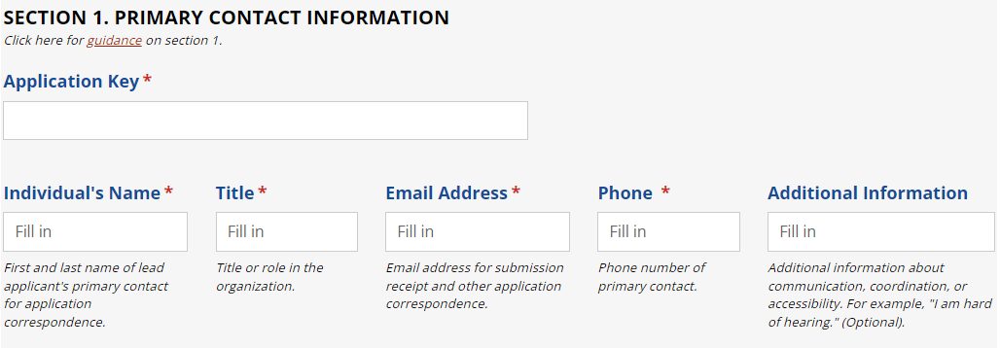 SECTION 1. PRIMARY CONTACT INFORMATION
Click here for guidance on section 1.
Application Key *
Individual's Name *
Title *
Email Address *
Phone *
Additional Information
Fill in
Fill in
Fill in
Fill in
Fill in
First and last name of lead
applicant's primary contact
for application
correspondence.
Title or role in the
organization.
Email address for submission
receipt and other application
correspondence.
Phone number of
primary contact.
Additional information about
communication, coordination, or
accessibility. For example, "I am hard
of hearing." (Optional).